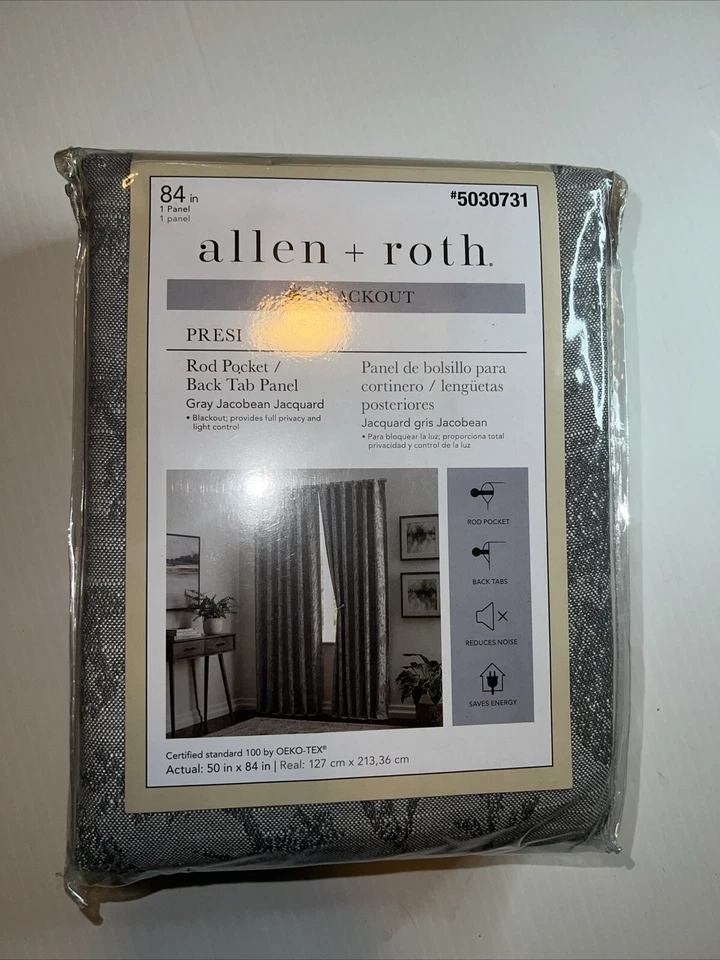 84 in
1 Panel
1 panel
#5030731
allen + roth®
BLACKOUT
PRESI
Rod Pocket /
Back Tab Panel
Gray Jacobean Jacquard
• Blackout; provides full privacy and
light control
Panel de bolsillo para
cortinero / lengüetas
posteriores
Jacquard gris Jacobean
• Para bloquear la luz; proporciona total
privacidad y control de la luz
ROD POCKET
BACK TABS
REDUCES NOISE
SAVES ENERGY
Certified standard 100 by OEKO-TEX®
Actual: 50 in x 84 in | Real: 127 cm x 213,36 cm